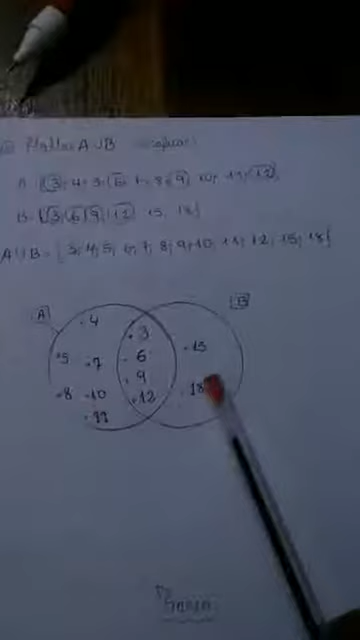 Hallar A∪B
A: {3; 4; 5; 6; 7; 8; 9; 10; 11; 12}
B = {3; 6; 9; 12; 15; 18}
A∪B = {3; 4; 5; 6; 7; 8; 9; 10; 11; 12; 15; 18}
A B
.4
.3
.5 .7 .6 .15
.9
.8 .10 .12 .18
.11